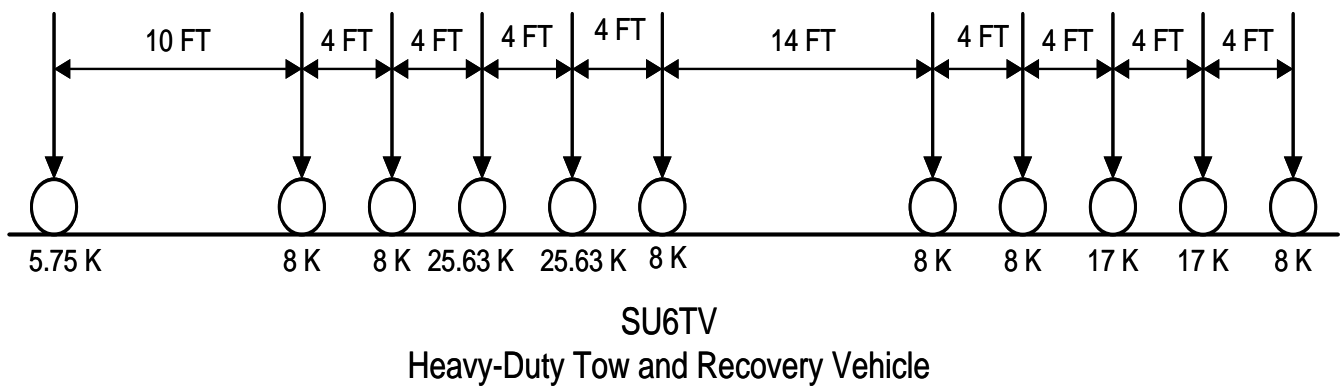 10 FT 4 FT 4 FT 4 FT 4 FT 14 FT 4 FT 4 FT 4 FT 4 FT
5.75 K 8 K 8 K 25.63 K 25.63 K 8 K 8 K 8 K 17 K 17 K 8 K
SU6TV
Heavy-Duty Tow and Recovery Vehicle